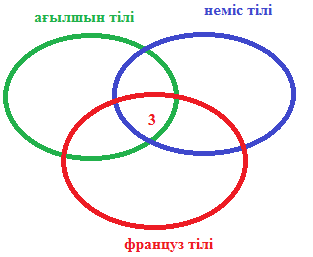 ағылшын тілі
неміс тілі
3
француз тілі